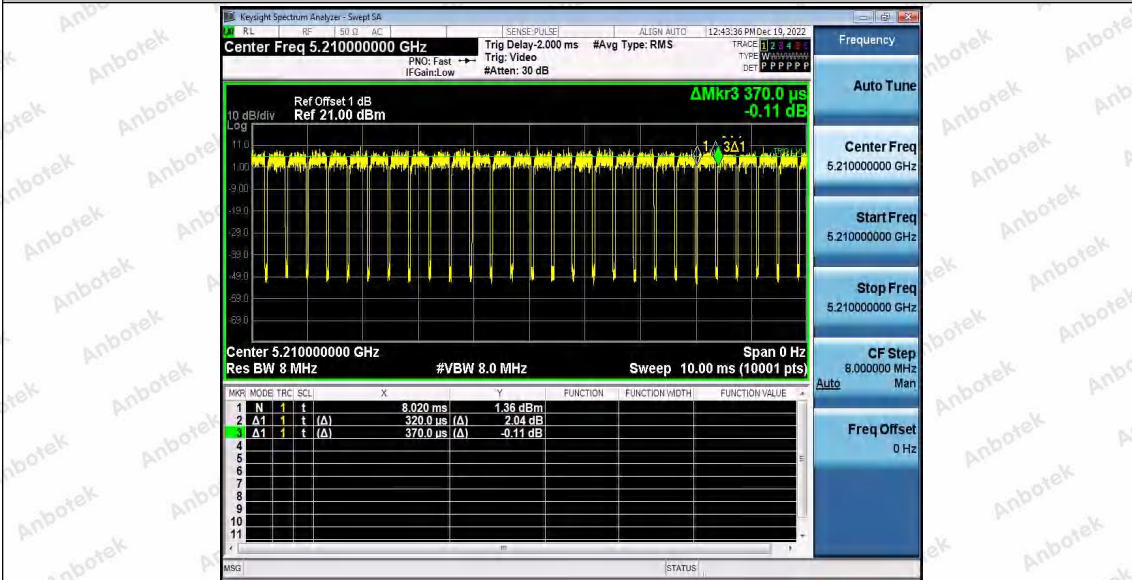 Keysight Spectrum Analyzer - Swept SA
RL RF 50 Ω AC SENSE:PULSE ALIGN AUTO 12:43:36 PM Dec 19, 2022
Center Freq 5.210000000 GHz
PNO: Fast
IFGain:Low
Trig Delay-2.000 ms
Trig: Video
#Atten: 30 dB
#Avg Type: RMS
TRACE 1 2 3 4 5 6
TYPE W
DET P P P P P P
ΔMkr3 370.0 µs
-0.11 dB
Ref Offset 1 dB
10 dB/div Ref 21.00 dBm
Log
11.0
1.00
-9.00
-19.0
-29.0
-39.0
-49.0
-59.0
-69.0
1
3Δ1
Center 5.210000000 GHz Span 0 Hz
Res BW 8 MHz #VBW 8.0 MHz Sweep 10.00 ms (10001 pts)
MKR MODE TRC SCL X Y FUNCTION FUNCTION WIDTH FUNCTION VALUE
1 N 1 t 8.020 ms 1.36 dBm
2 Δ1 1 t (Δ) 320.0 µs (Δ) 2.04 dB
3 Δ1 1 t (Δ) 370.0 µs (Δ) -0.11 dB
4
5
6
7
8
9
10
11
MSG STATUS
Frequency
Auto Tune
Center Freq
5.210000000 GHz
Start Freq
5.210000000 GHz
Stop Freq
5.210000000 GHz
CF Step
8.000000 MHz
Auto Man
Freq Offset
0 Hz
Anbotek